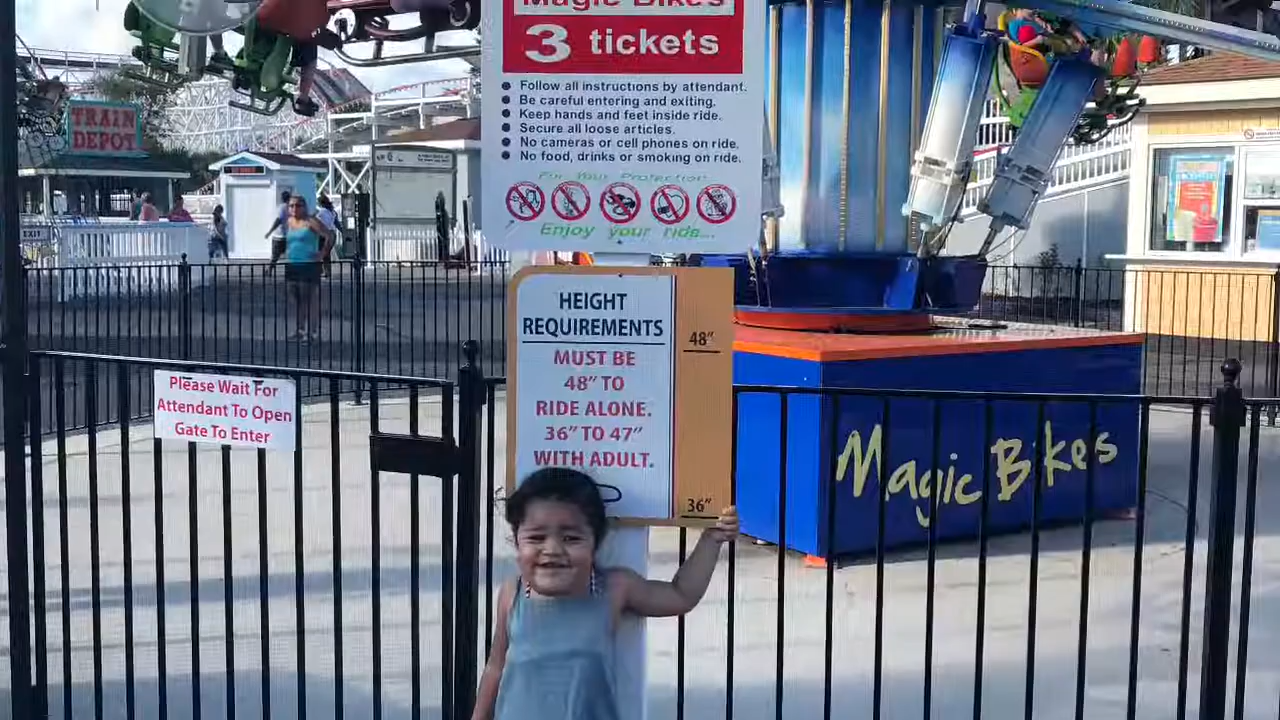 Magic Bikes
3 tickets
Follow all instructions by attendant.
Be careful entering and exiting.
Keep hands and feet inside ride.
Secure all loose articles.
No cameras or cell phones on ride.
No food, drinks or smoking on ride.
For Your Protection
Enjoy your ride...
TRAIN
DEPOT
EXIT
HEIGHT
REQUIREMENTS
MUST BE
48" TO
RIDE ALONE.
36" TO 47"
WITH ADULT.
48"
36"
Please Wait For
Attendant To Open
Gate To Enter
Magic Bikes